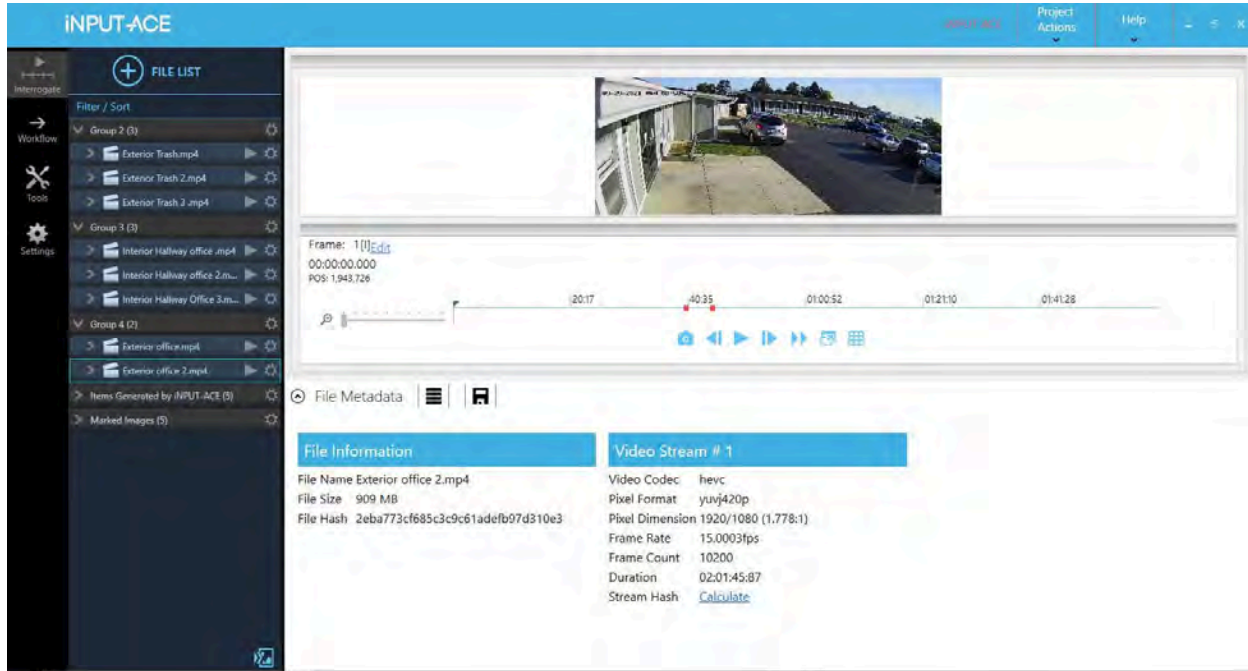 iNPUT-ACE
Project
Actions
Help
Interrogate
Workflow
Tools
Settings
FILE LIST
Filter / Sort
Group 2 (3)
Exterior Trash.mp4
Exterior Trash 2.mp4
Exterior Trash 3 .mp4
Group 3 (3)
Interior Hallway office .mp4
Interior Hallway office 2.m...
Interior Hallway Office 3.m...
Group 4 (2)
Exterior office.mp4
Exterior office 2.mp4
Items Generated by iNPUT-ACE (5)
Marked Images (5)
Frame: 1[I] Edit
00:00:00.000
POS: 1,943,726
20:17 40:35 01:00:52 01:21:10 01:41:28
File Metadata
File Information
File Name Exterior office 2.mp4
File Size 909 MB
File Hash 2eba773cf685c3c9c61adefb97d310e3
Video Stream # 1
Video Codec hevc
Pixel Format yuvj420p
Pixel Dimension 1920/1080 (1.778:1)
Frame Rate 15.0003fps
Frame Count 10200
Duration 02:01:45:87
Stream Hash Calculate